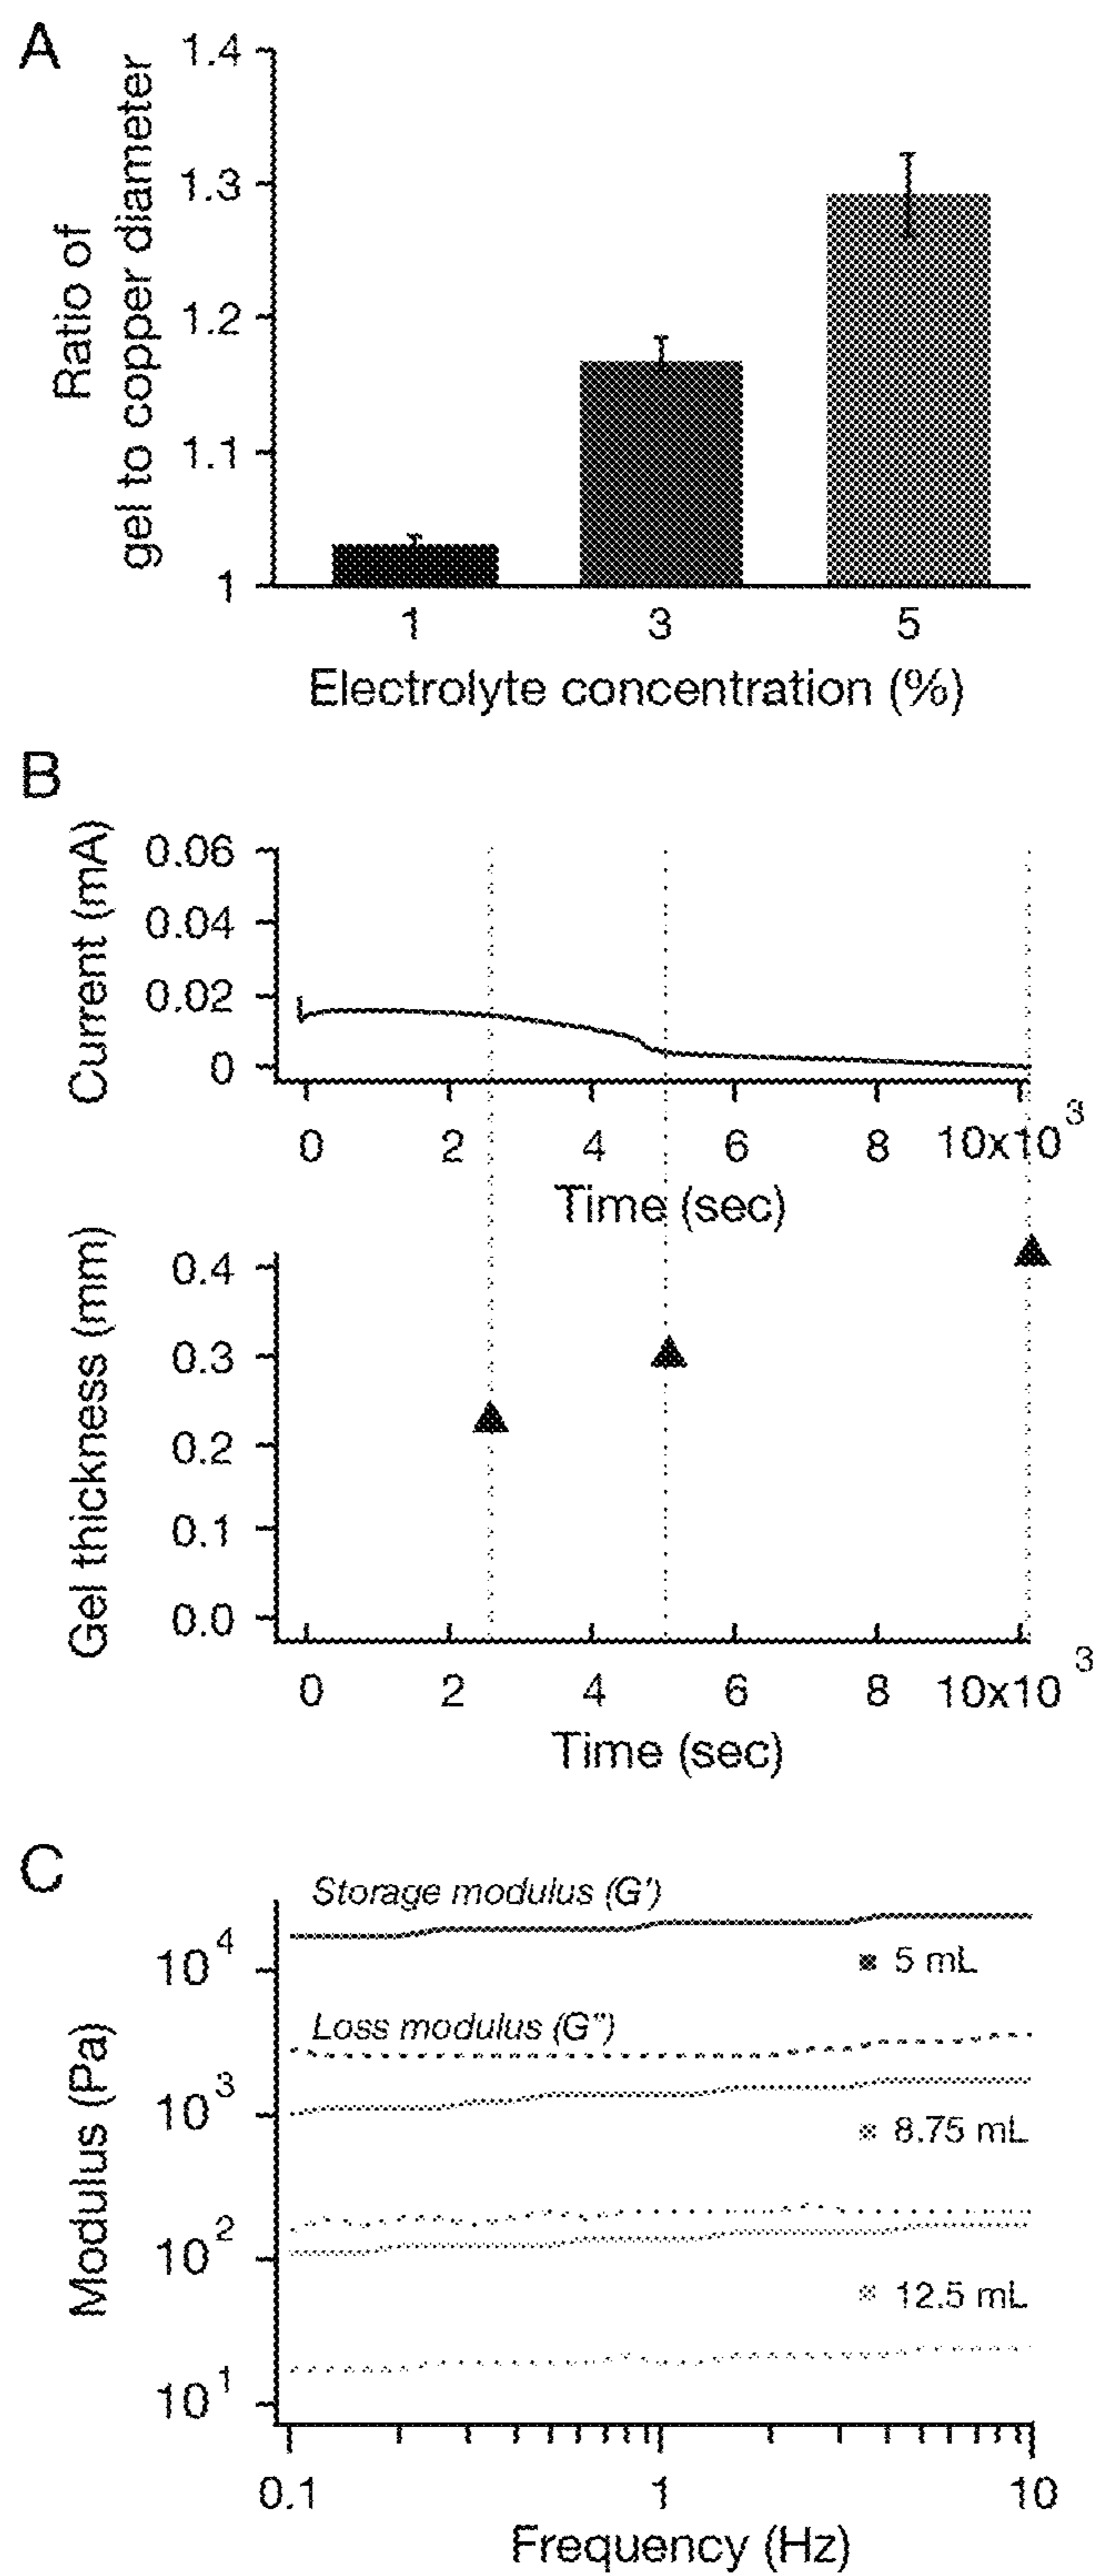 A
Ratio of
gel to copper diameter
1.4
1.3
1.2
1.1
1
1 3 5
Electrolyte concentration (%)
B
Current (mA)
0.06
0.04
0.02
0
0 2 4 6 8 10x10 3
Time (sec)
Gel thickness (mm)
0.4
0.3
0.2
0.1
0.0
0 2 4 6 8 10x10 3
Time (sec)
C
Modulus (Pa)
Storage modulus (G')
10 4
5 mL
Loss modulus (G")
10 3
8.75 mL
10 2
12.5 mL
10 1
0.1 1 10
Frequency (Hz)